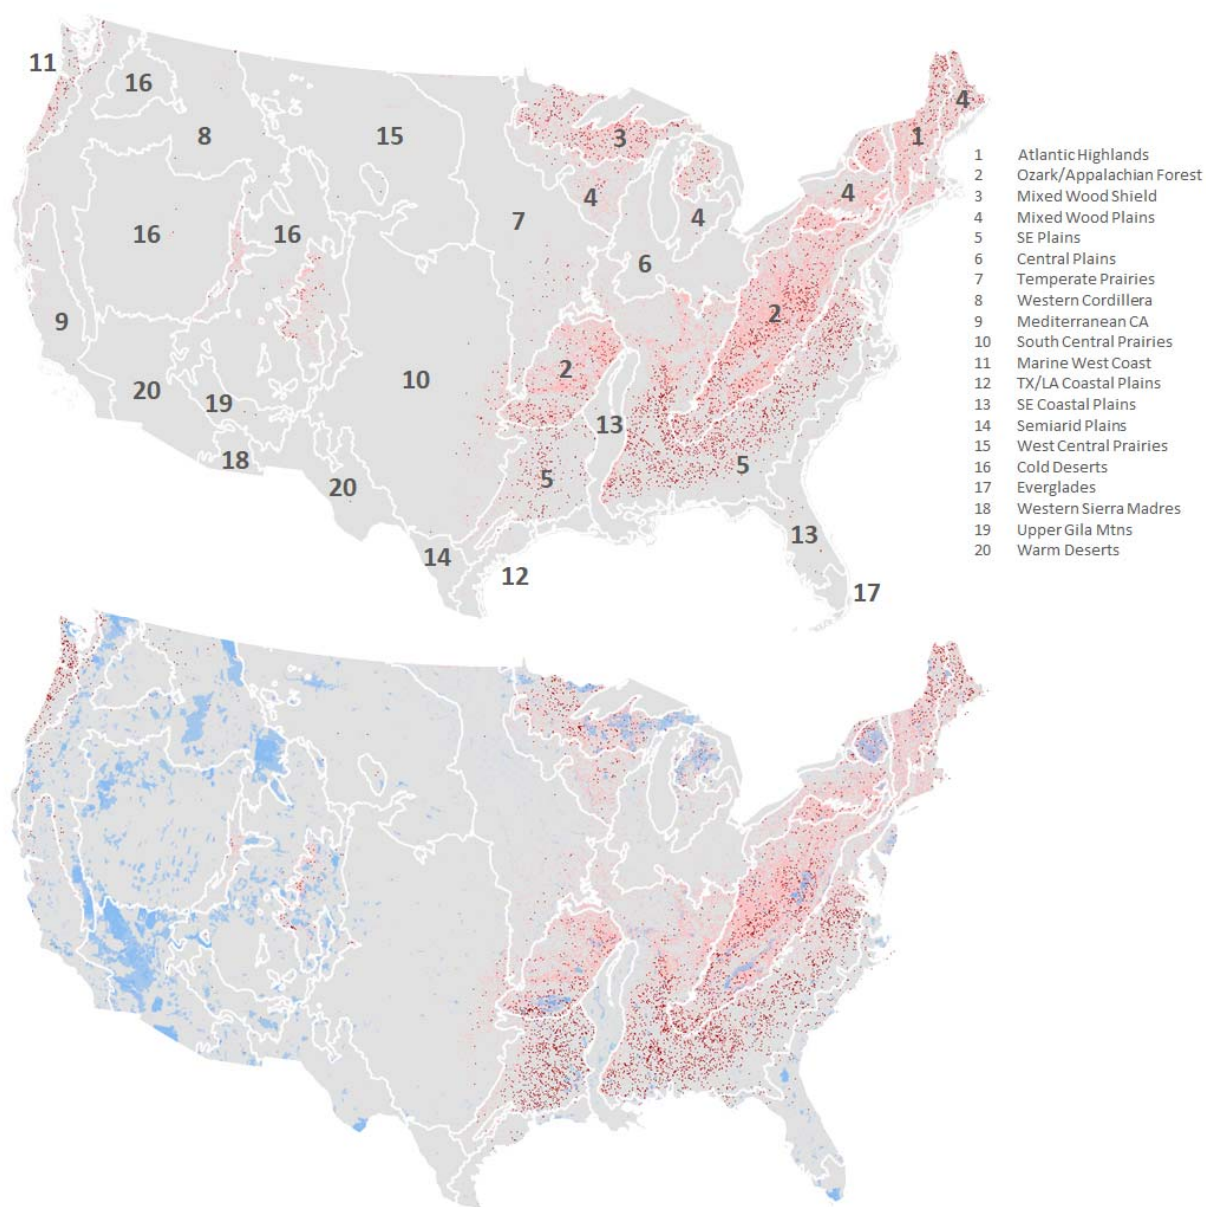 11
16
4
8
15
3
1
4
4
4
16
16
7
6
9
2
2
20
19
10
13
18
5
5
20
14
13
12
17
1 Atlantic Highlands
2 Ozark/Appalachian Forest
3 Mixed Wood Shield
4 Mixed Wood Plains
5 SE Plains
6 Central Plains
7 Temperate Prairies
8 Western Cordillera
9 Mediterranean CA
10 South Central Prairies
11 Marine West Coast
12 TX/LA Coastal Plains
13 SE Coastal Plains
14 Semiarid Plains
15 West Central Prairies
16 Cold Deserts
17 Everglades
18 Western Sierra Madres
19 Upper Gila Mtns
20 Warm Deserts